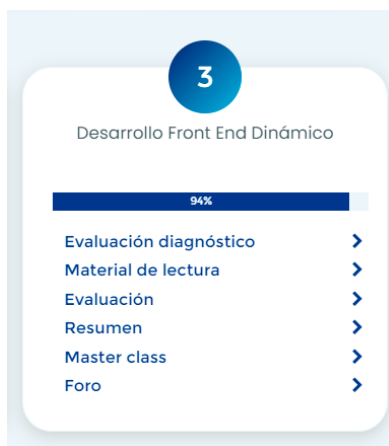 3
Desarrollo Front End Dinámico
94%
Evaluación diagnóstico
Material de lectura
Evaluación
Resumen
Master class
Foro